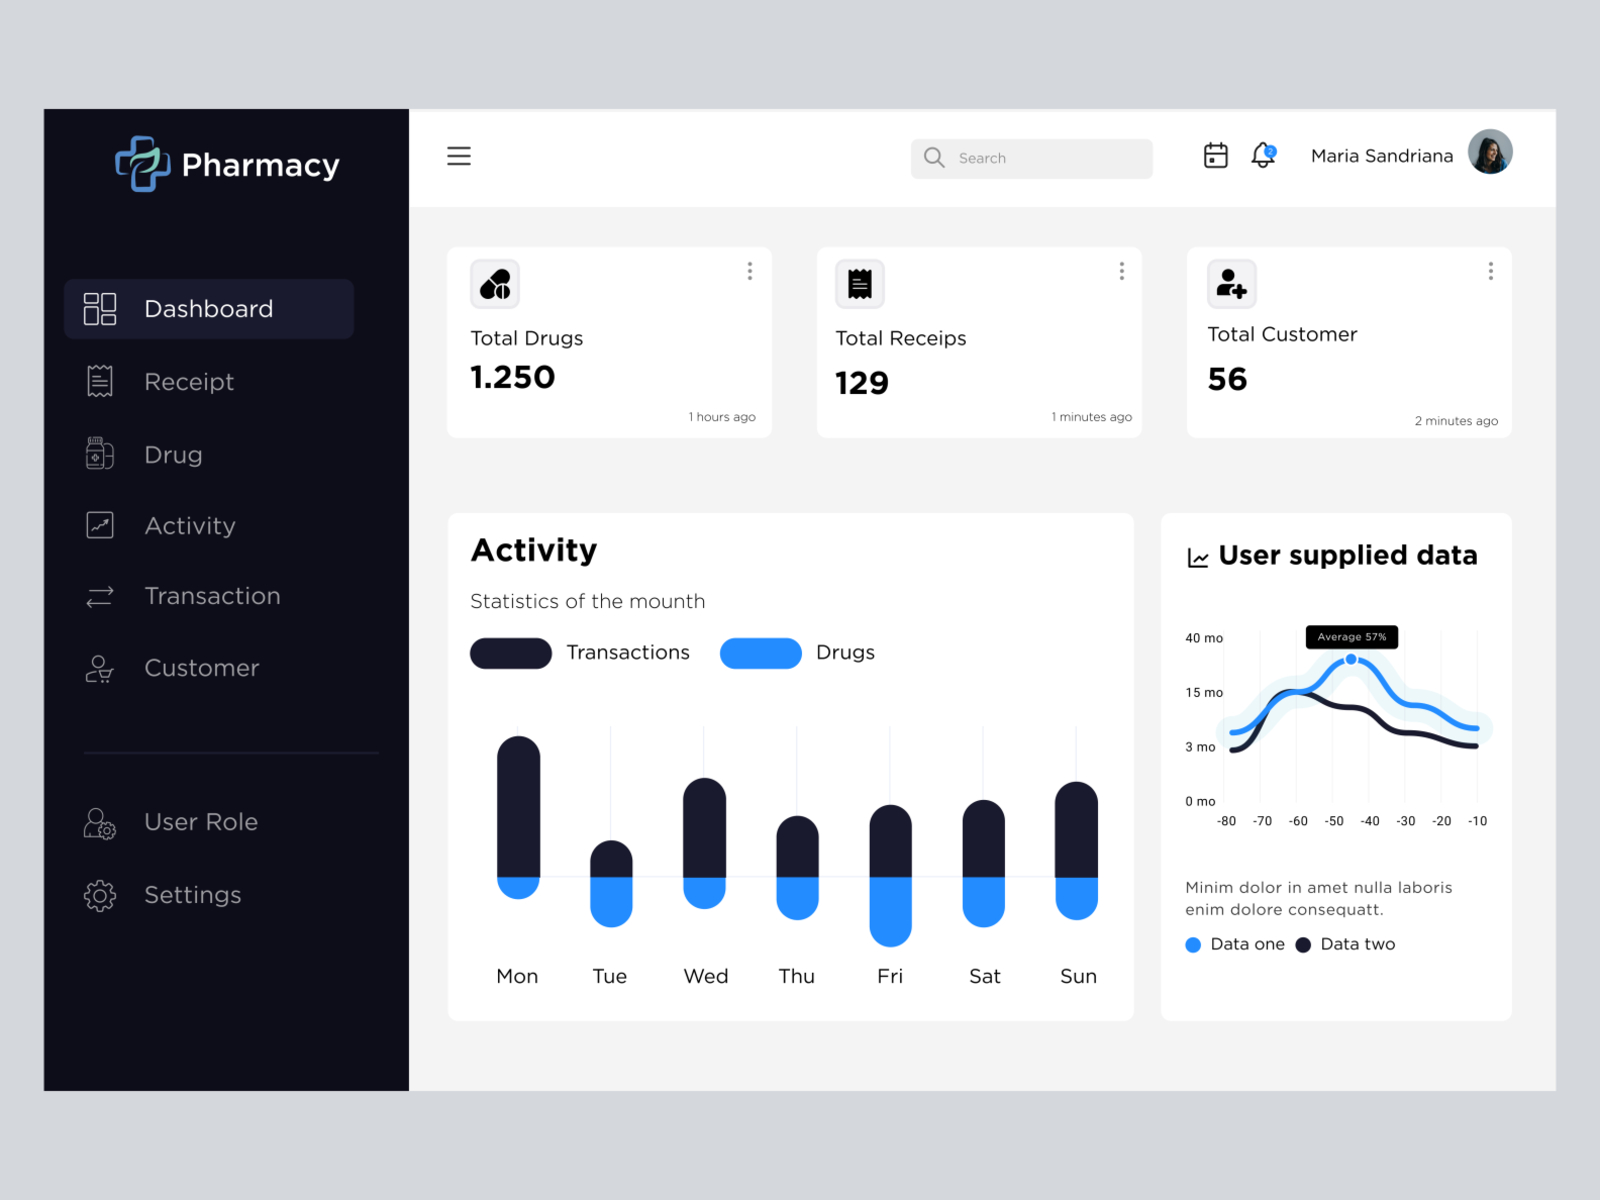 Pharmacy
Dashboard
Receipt
Drug
Activity
Transaction
Customer
User Role
Settings
Search
2
Maria Sandriana
Total Drugs
1.250
1 hours ago
Total Receips
129
1 minutes ago
Total Customer
56
2 minutes ago
Activity
Statistics of the mounth
Transactions Drugs
Mon Tue Wed Thu Fri Sat Sun
User supplied data
Average 57%
40 mo
15 mo
3 mo
0 mo
-80 -70 -60 -50 -40 -30 -20 -10
Minim dolor in amet nulla laboris
enim dolore consequatt.
Data one Data two